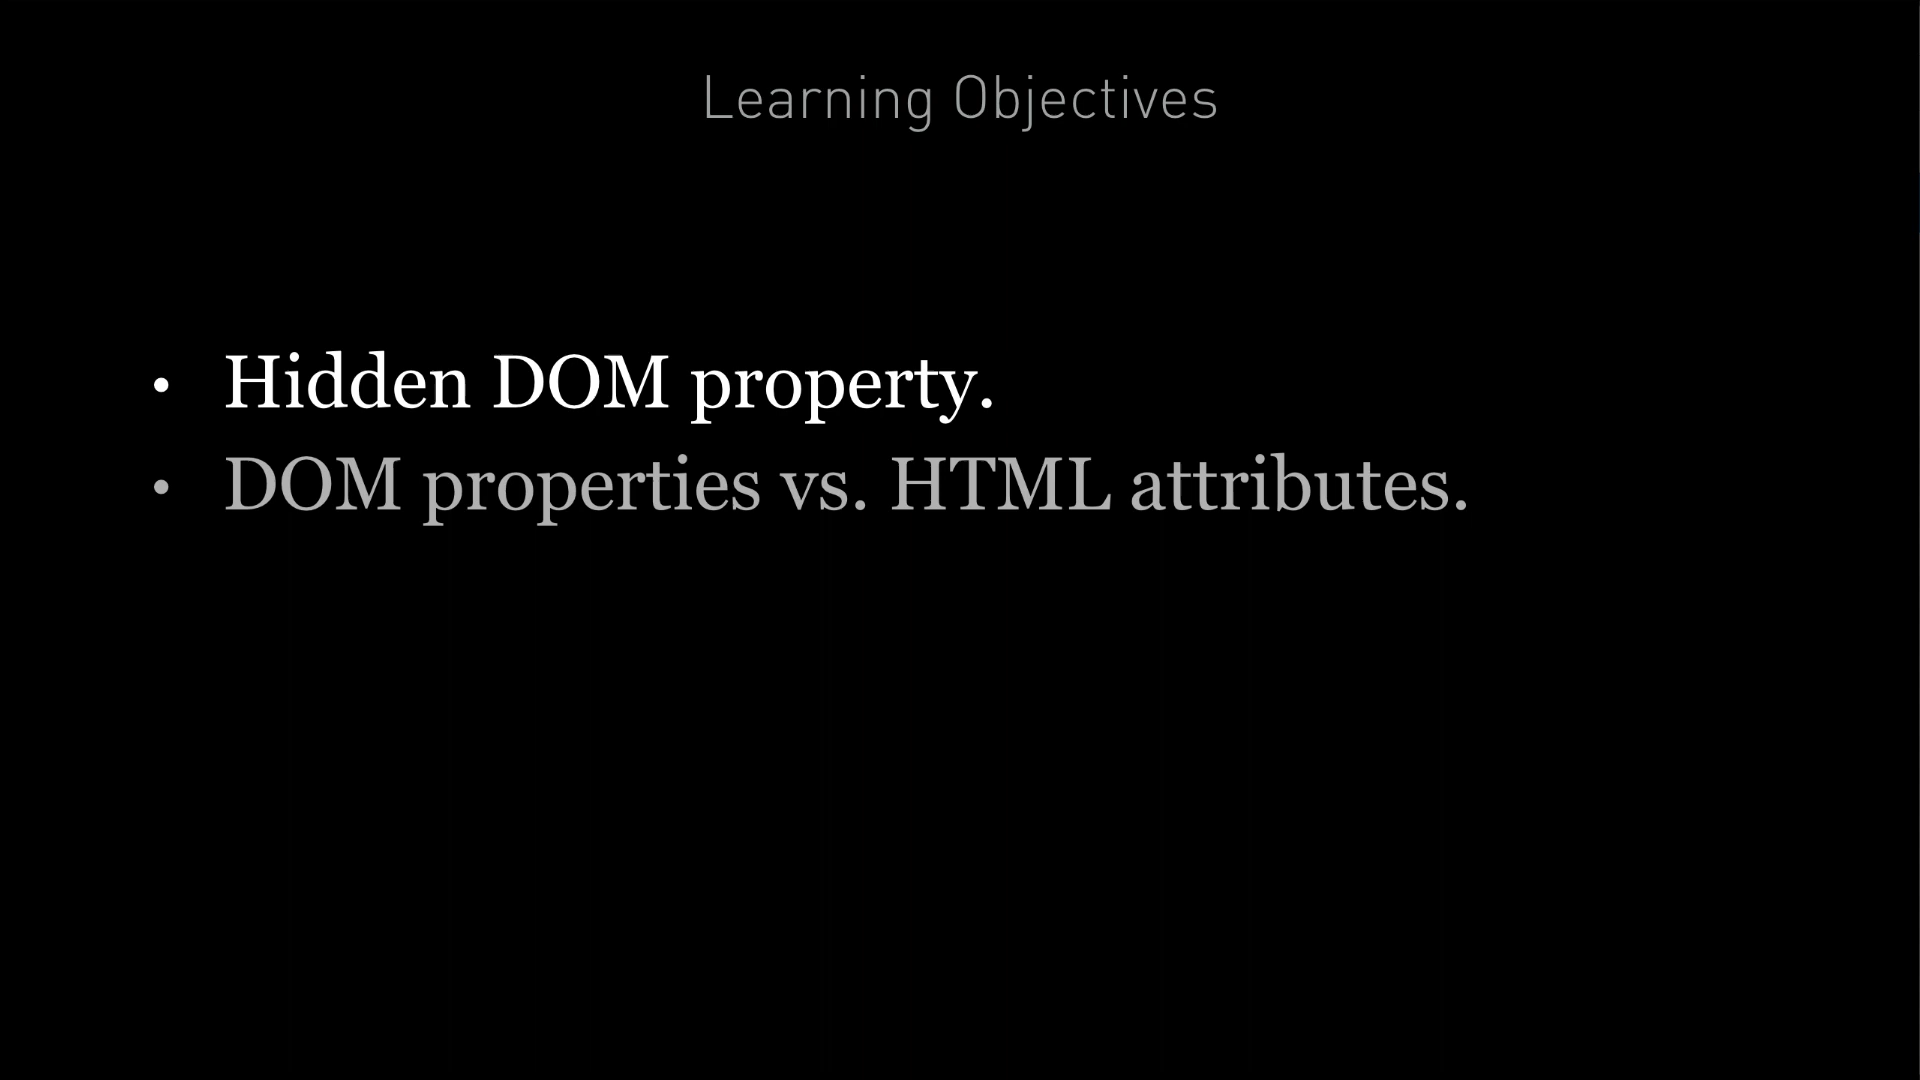 Learning Objectives
• Hidden DOM property.
• DOM properties vs. HTML attributes.